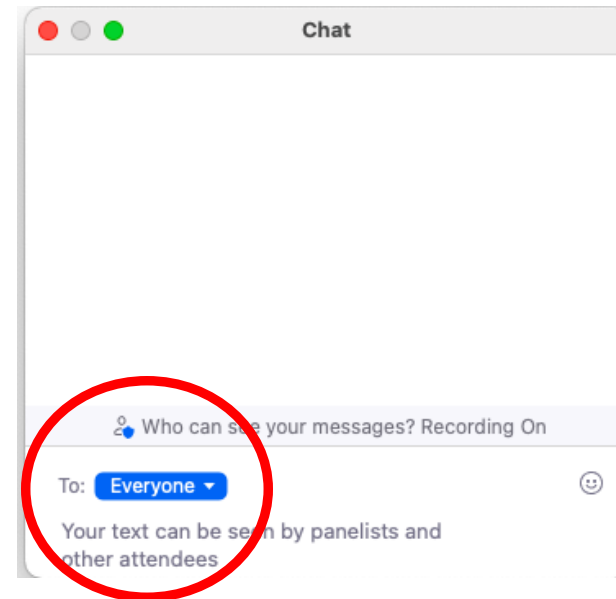 Chat
Who can see your messages? Recording On
To: Everyone
Your text can be seen by panelists and
other attendees